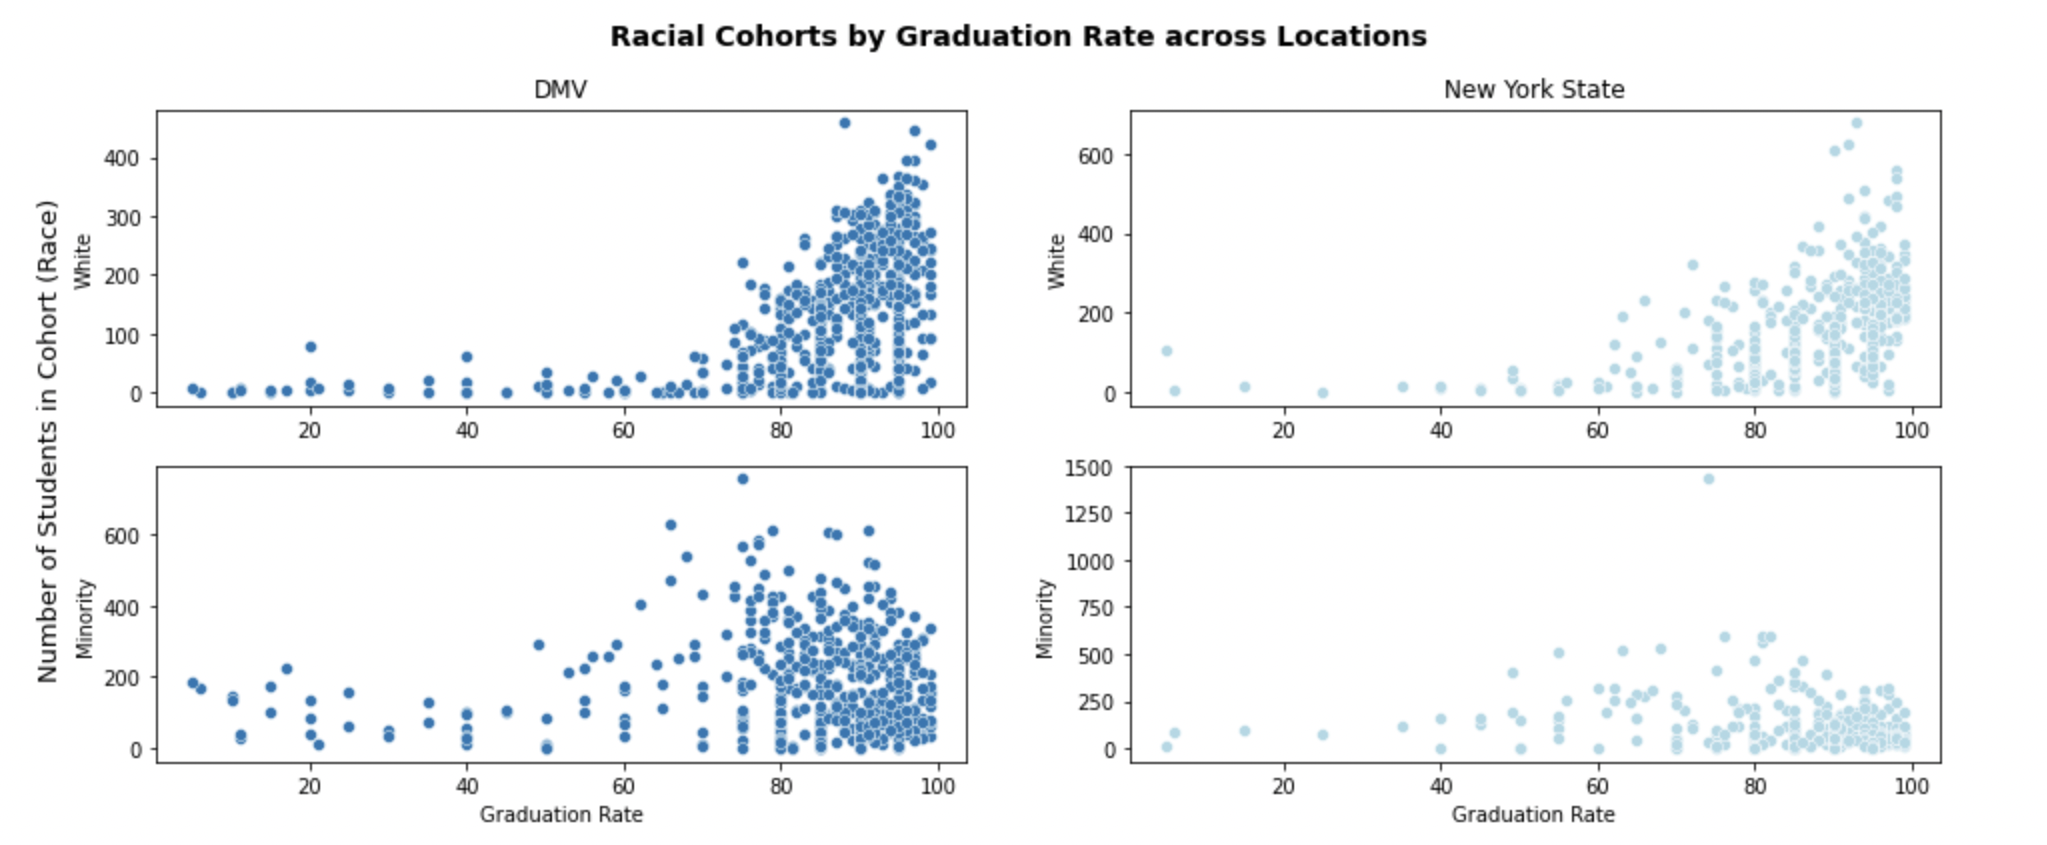 Racial Cohorts by Graduation Rate across Locations
DMV
New York State
Number of Students in Cohort (Race)
White
400
300
200
100
0
20 40 60 80 100
White
600
400
200
0
20 40 60 80 100
Minority
600
400
200
0
20 40 60 80 100
Graduation Rate
Minority
1500
1250
1000
750
500
250
0
20 40 60 80 100
Graduation Rate